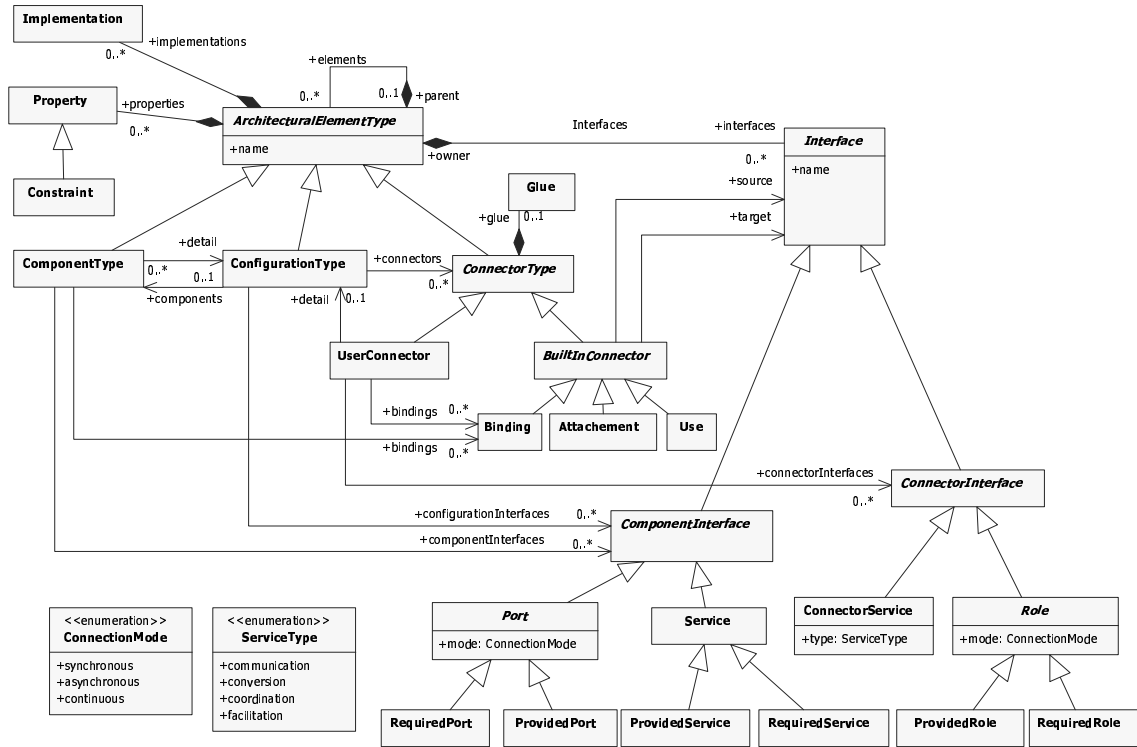 Implementation
+implementations
0,.*
+elements
0,.*
0,.1
+parent
Property
+properties
0,.*
ArchitecturalElementType
+name
+owner
Interfaces
+interfaces
0,.*
Interface
+name
Constraint
Glue
+glue
0,.1
+source
+target
ComponentType
+detail
0,.*
0,.1
+components
ConfigurationType
+connectors
0,.*
ConnectorType
+detail
0,.1
UserConnector
BuiltInConnector
+bindings
0,.*
Binding
Attachement
Use
+bindings
0,.*
+connectorInterfaces
0,.*
ConnectorInterface
+configurationInterfaces
0,.*
+componentInterfaces
0,.*
ComponentInterface
<<enumeration>>
ConnectionMode
+synchronous
+asynchronous
+continuous
<<enumeration>>
ServiceType
+communication
+conversion
+coordination
+facilitation
Port
+mode: ConnectionMode
Service
ConnectorService
+type: ServiceType
Role
+mode: ConnectionMode
RequiredPort
ProvidedPort
ProvidedService
RequiredService
ProvidedRole
RequiredRole